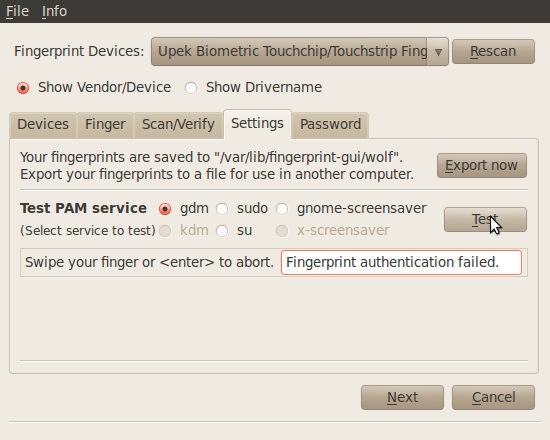 File Info
Fingerprint Devices: Upek Biometric Touchchip/Touchstrip Fing Rescan
Show Vendor/Device Show Drivername
Devices Finger Scan/Verify Settings Password
Your fingerprints are saved to "/var/lib/fingerprint-gui/wolf".
Export your fingerprints to a file for use in another computer.
Export now
Test PAM service gdm sudo gnome-screensaver
(Select service to test) kdm su x-screensaver
Test
Swipe your finger or <enter> to abort. Fingerprint authentication failed.
Next Cancel